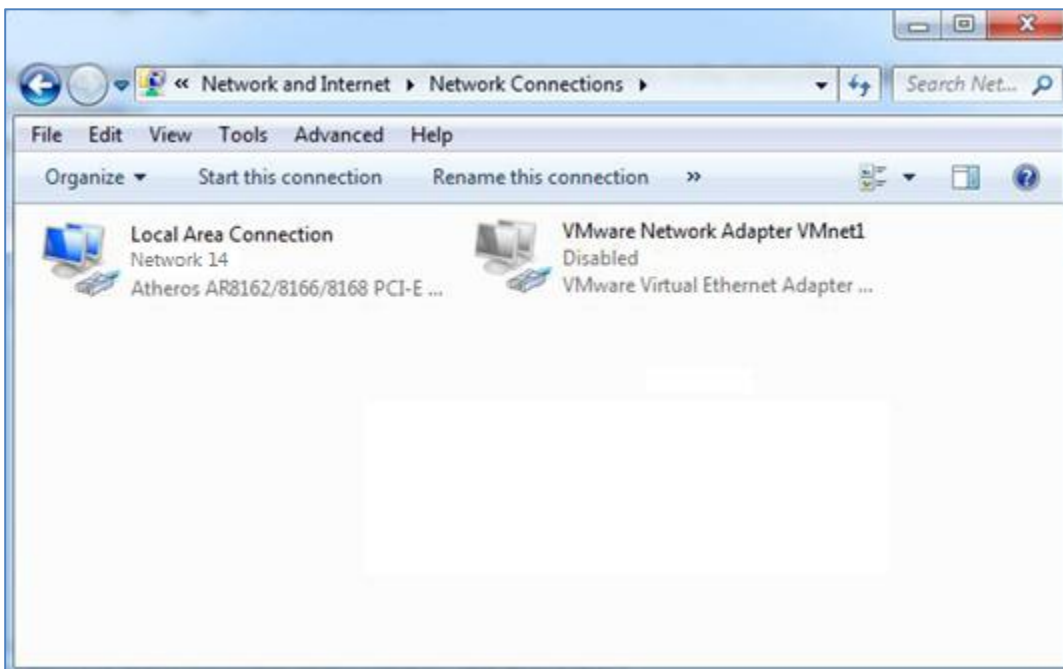 « Network and Internet Network Connections Search Net...
File Edit View Tools Advanced Help
Organize Start this connection Rename this connection »
Local Area Connection
Network 14
Atheros AR8162/8166/8168 PCI-E ...
VMware Network Adapter VMnet1
Disabled
VMware Virtual Ethernet Adapter ...